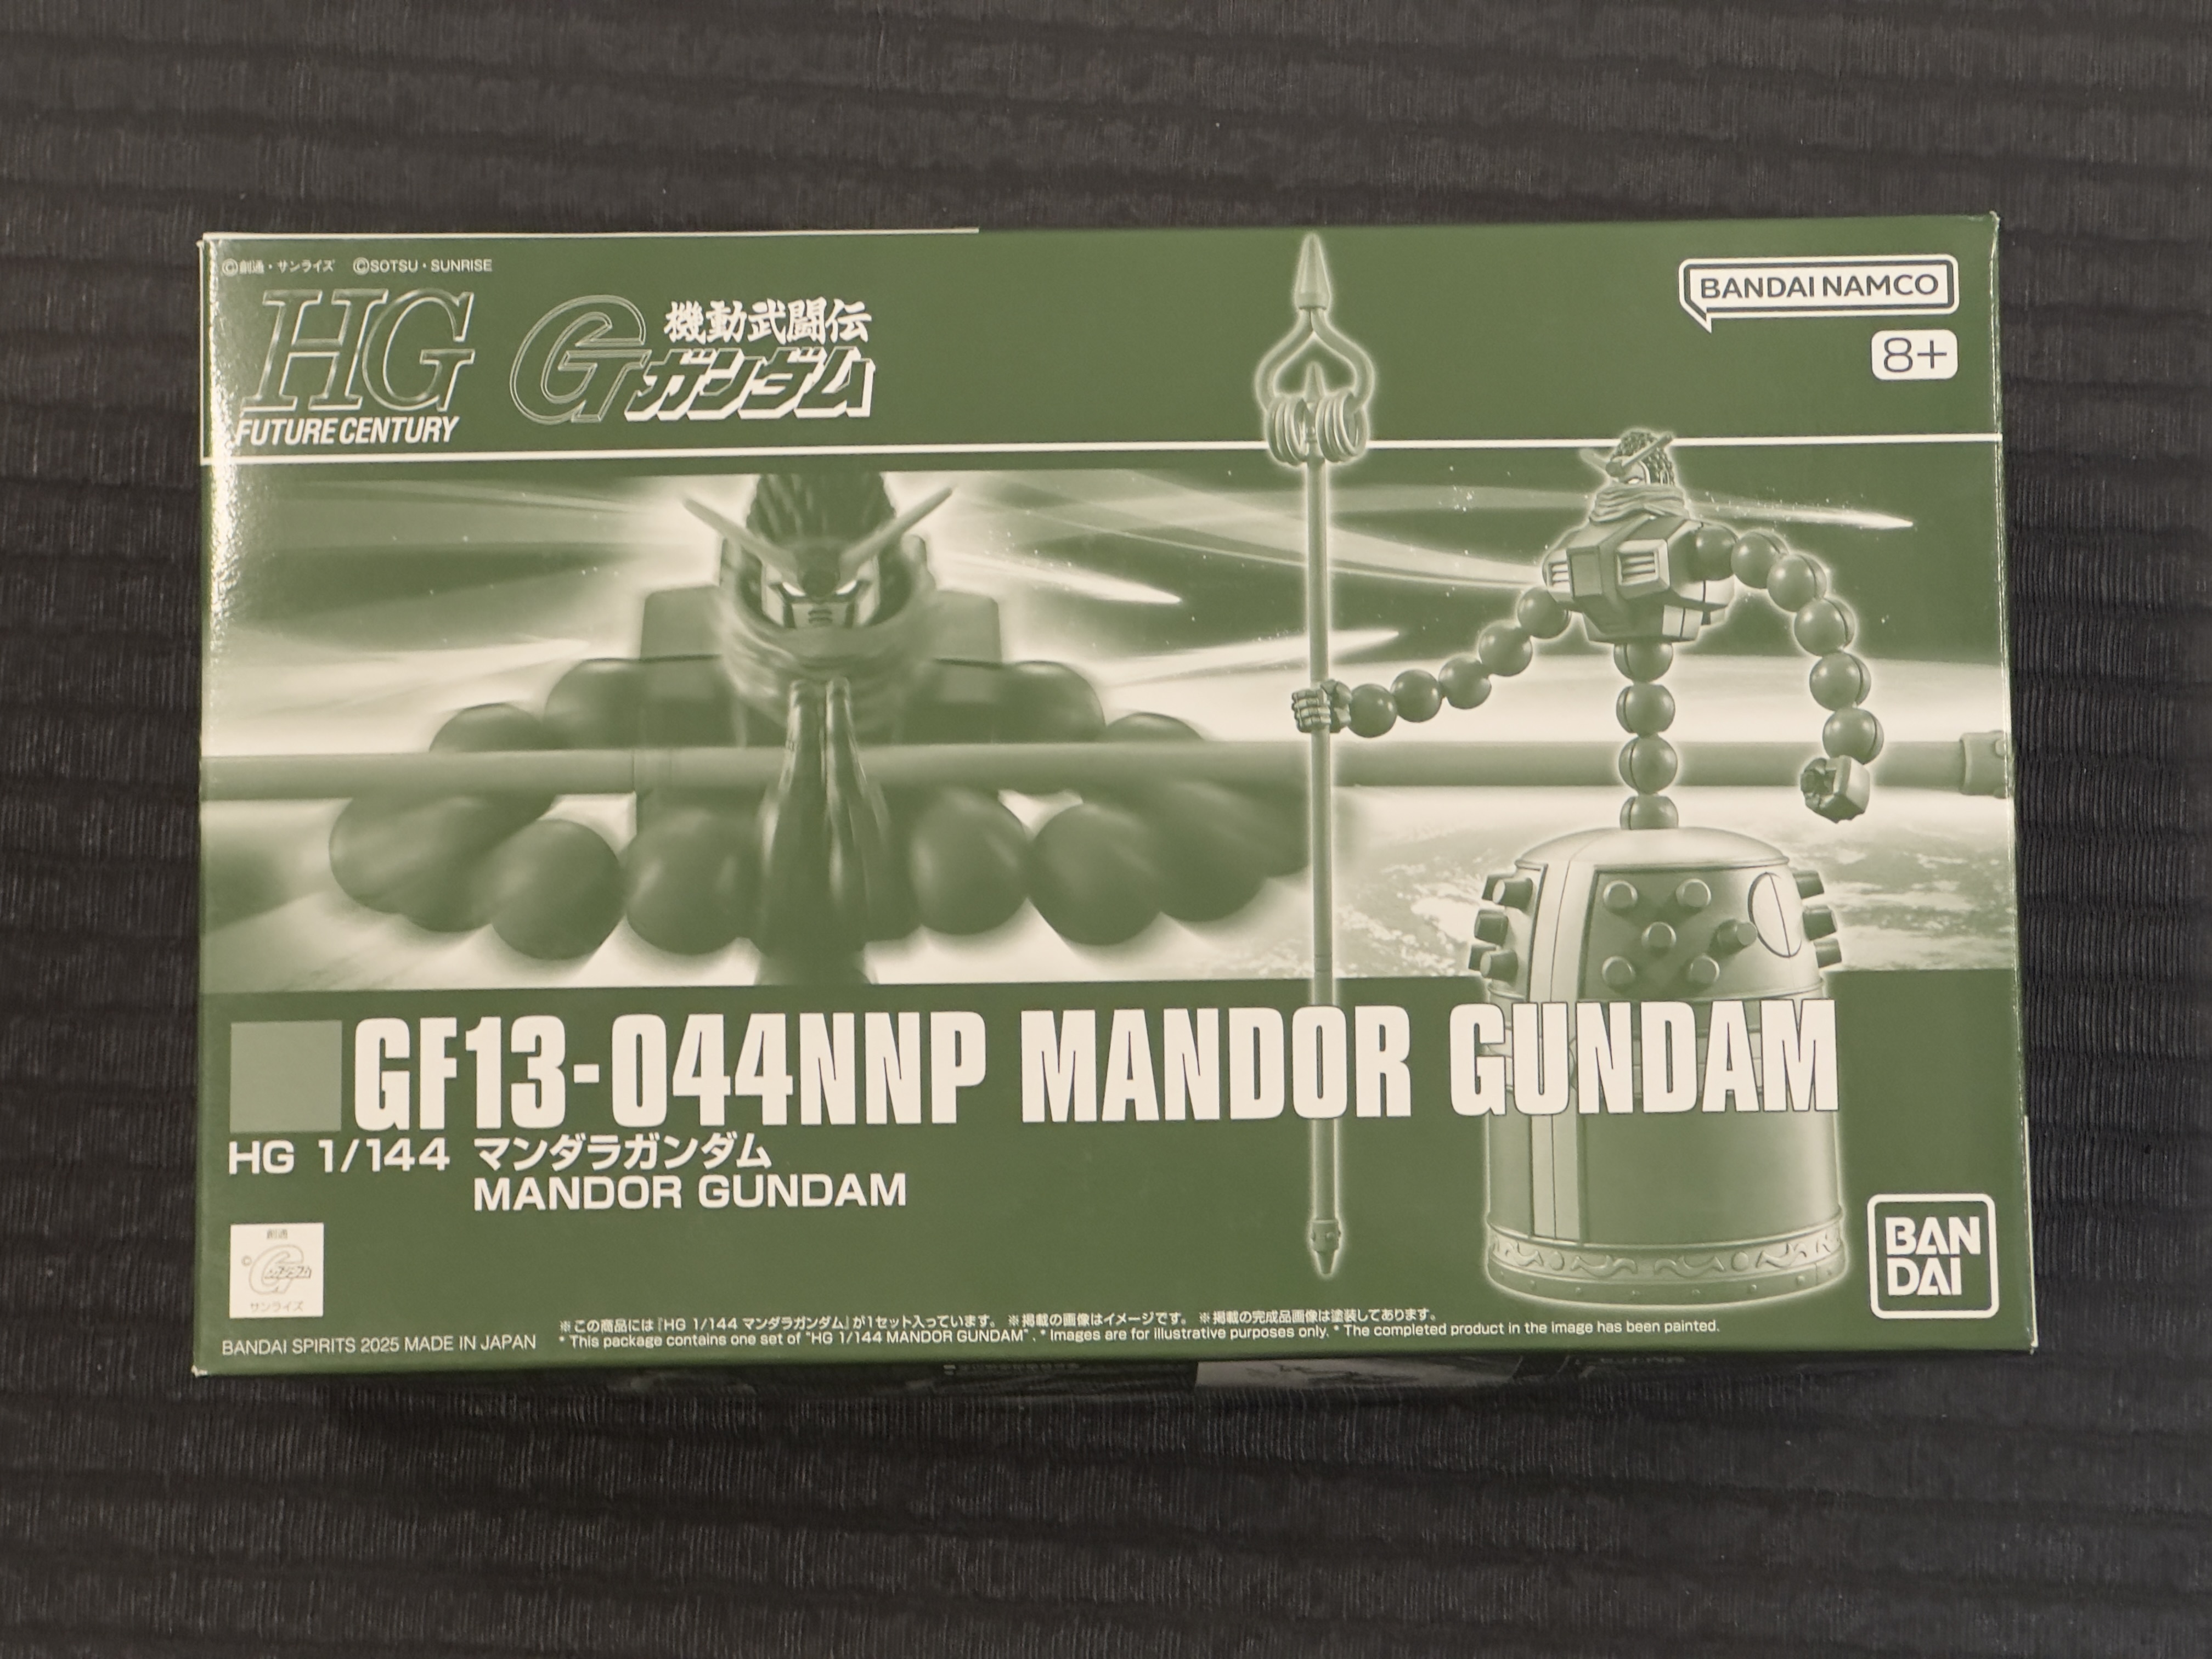 ©創通・サンライズ ©SOTSU・SUNRISE
HG
FUTURE CENTURY
機動武闘伝
Gガンダム
BANDAI NAMCO
8+
GF13-044NNP MANDOR GUNDAM
HG 1/144 マンダラガンダム
MANDOR GUNDAM
創通
©Gガンダム
サンライズ
BAN
DAI
※この商品には『HG 1/144 マンダラガンダム』が1セット入っています。 ※掲載の画像はイメージです。 ※掲載の完成品画像は塗装してあります。
* This package contains one set of "HG 1/144 MANDOR GUNDAM". * Images are for illustrative purposes only. * The completed product in the image has been painted.
BANDAI SPIRITS 2025 MADE IN JAPAN